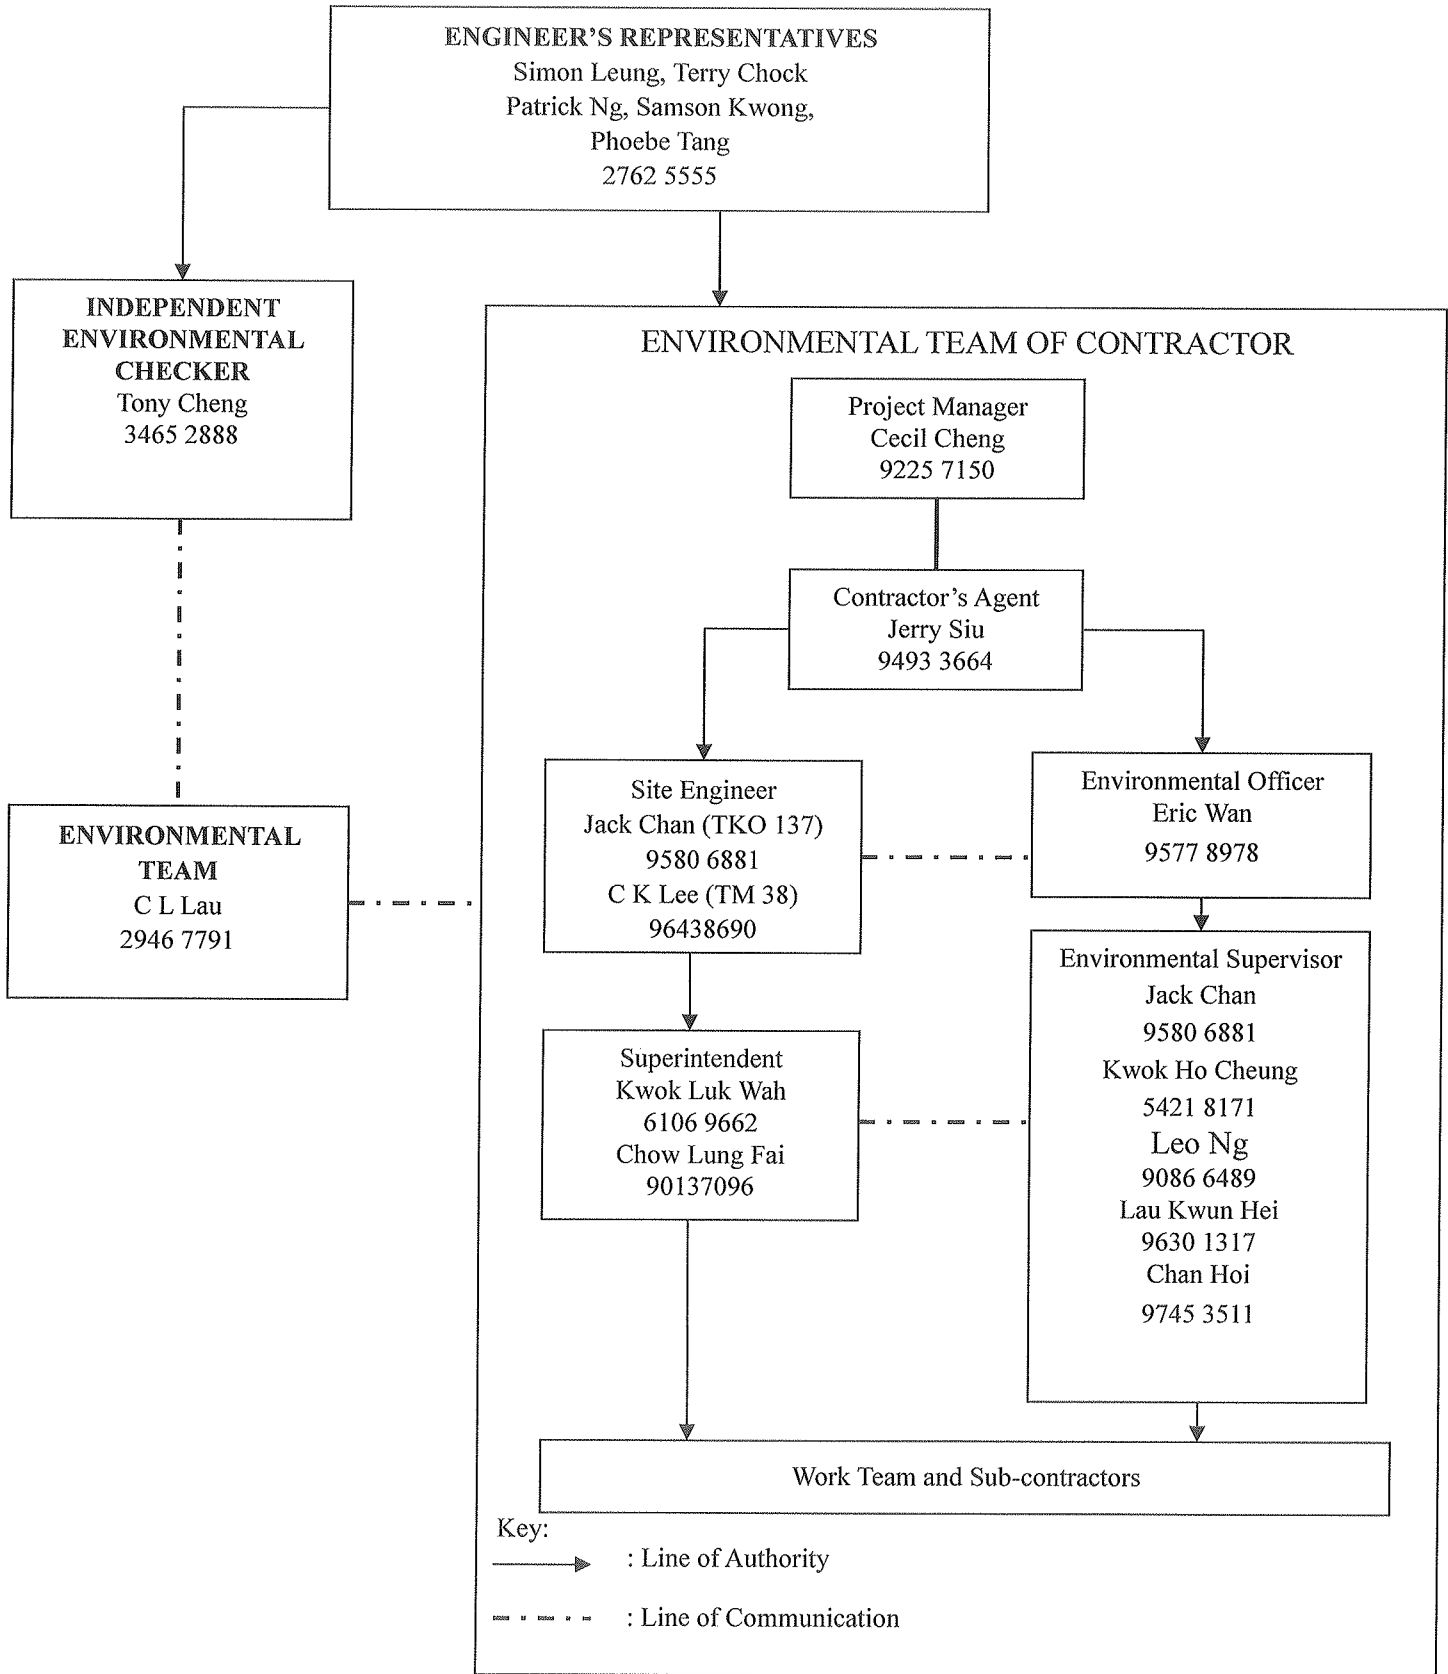 ENGINEER'S REPRESENTATIVES
Simon Leung, Terry Chock
Patrick Ng, Samson Kwong,
Phoebe Tang
2762 5555
INDEPENDENT
ENVIRONMENTAL
CHECKER
Tony Cheng
3465 2888
ENVIRONMENTAL
TEAM
C L Lau
2946 7791
ENVIRONMENTAL TEAM OF CONTRACTOR
Project Manager
Cecil Cheng
9225 7150
Contractor's Agent
Jerry Siu
9493 3664
Site Engineer
Jack Chan (TKO 137)
9580 6881
C K Lee (TM 38)
96438690
Environmental Officer
Eric Wan
9577 8978
Superintendent
Kwok Luk Wah
6106 9662
Chow Lung Fai
90137096
Environmental Supervisor
Jack Chan
9580 6881
Kwok Ho Cheung
5421 8171
Leo Ng
9086 6489
Lau Kwun Hei
9630 1317
Chan Hoi
9745 3511
Work Team and Sub-contractors
Key:
: Line of Authority
: Line of Communication